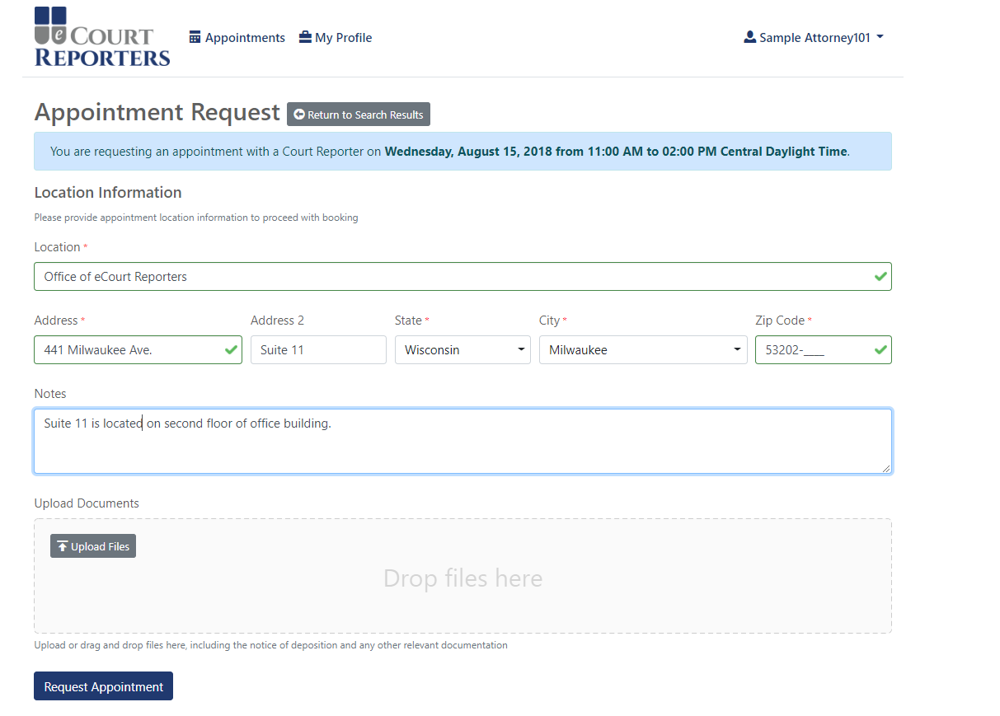 e COURT
REPORTERS
Appointments My Profile Sample Attorney101
Appointment Request Return to Search Results
You are requesting an appointment with a Court Reporter on Wednesday, August 15, 2018 from 11:00 AM to 02:00 PM Central Daylight Time.
Location Information
Please provide appointment location information to proceed with booking
Location *
Office of eCourt Reporters
Address * Address 2 State * City * Zip Code *
441 Milwaukee Ave. Suite 11 Wisconsin Milwaukee 53202-____
Notes
Suite 11 is located on second floor of office building.
Upload Documents
Upload Files
Drop files here
Upload or drag and drop files here, including the notice of deposition and any other relevant documentation
Request Appointment